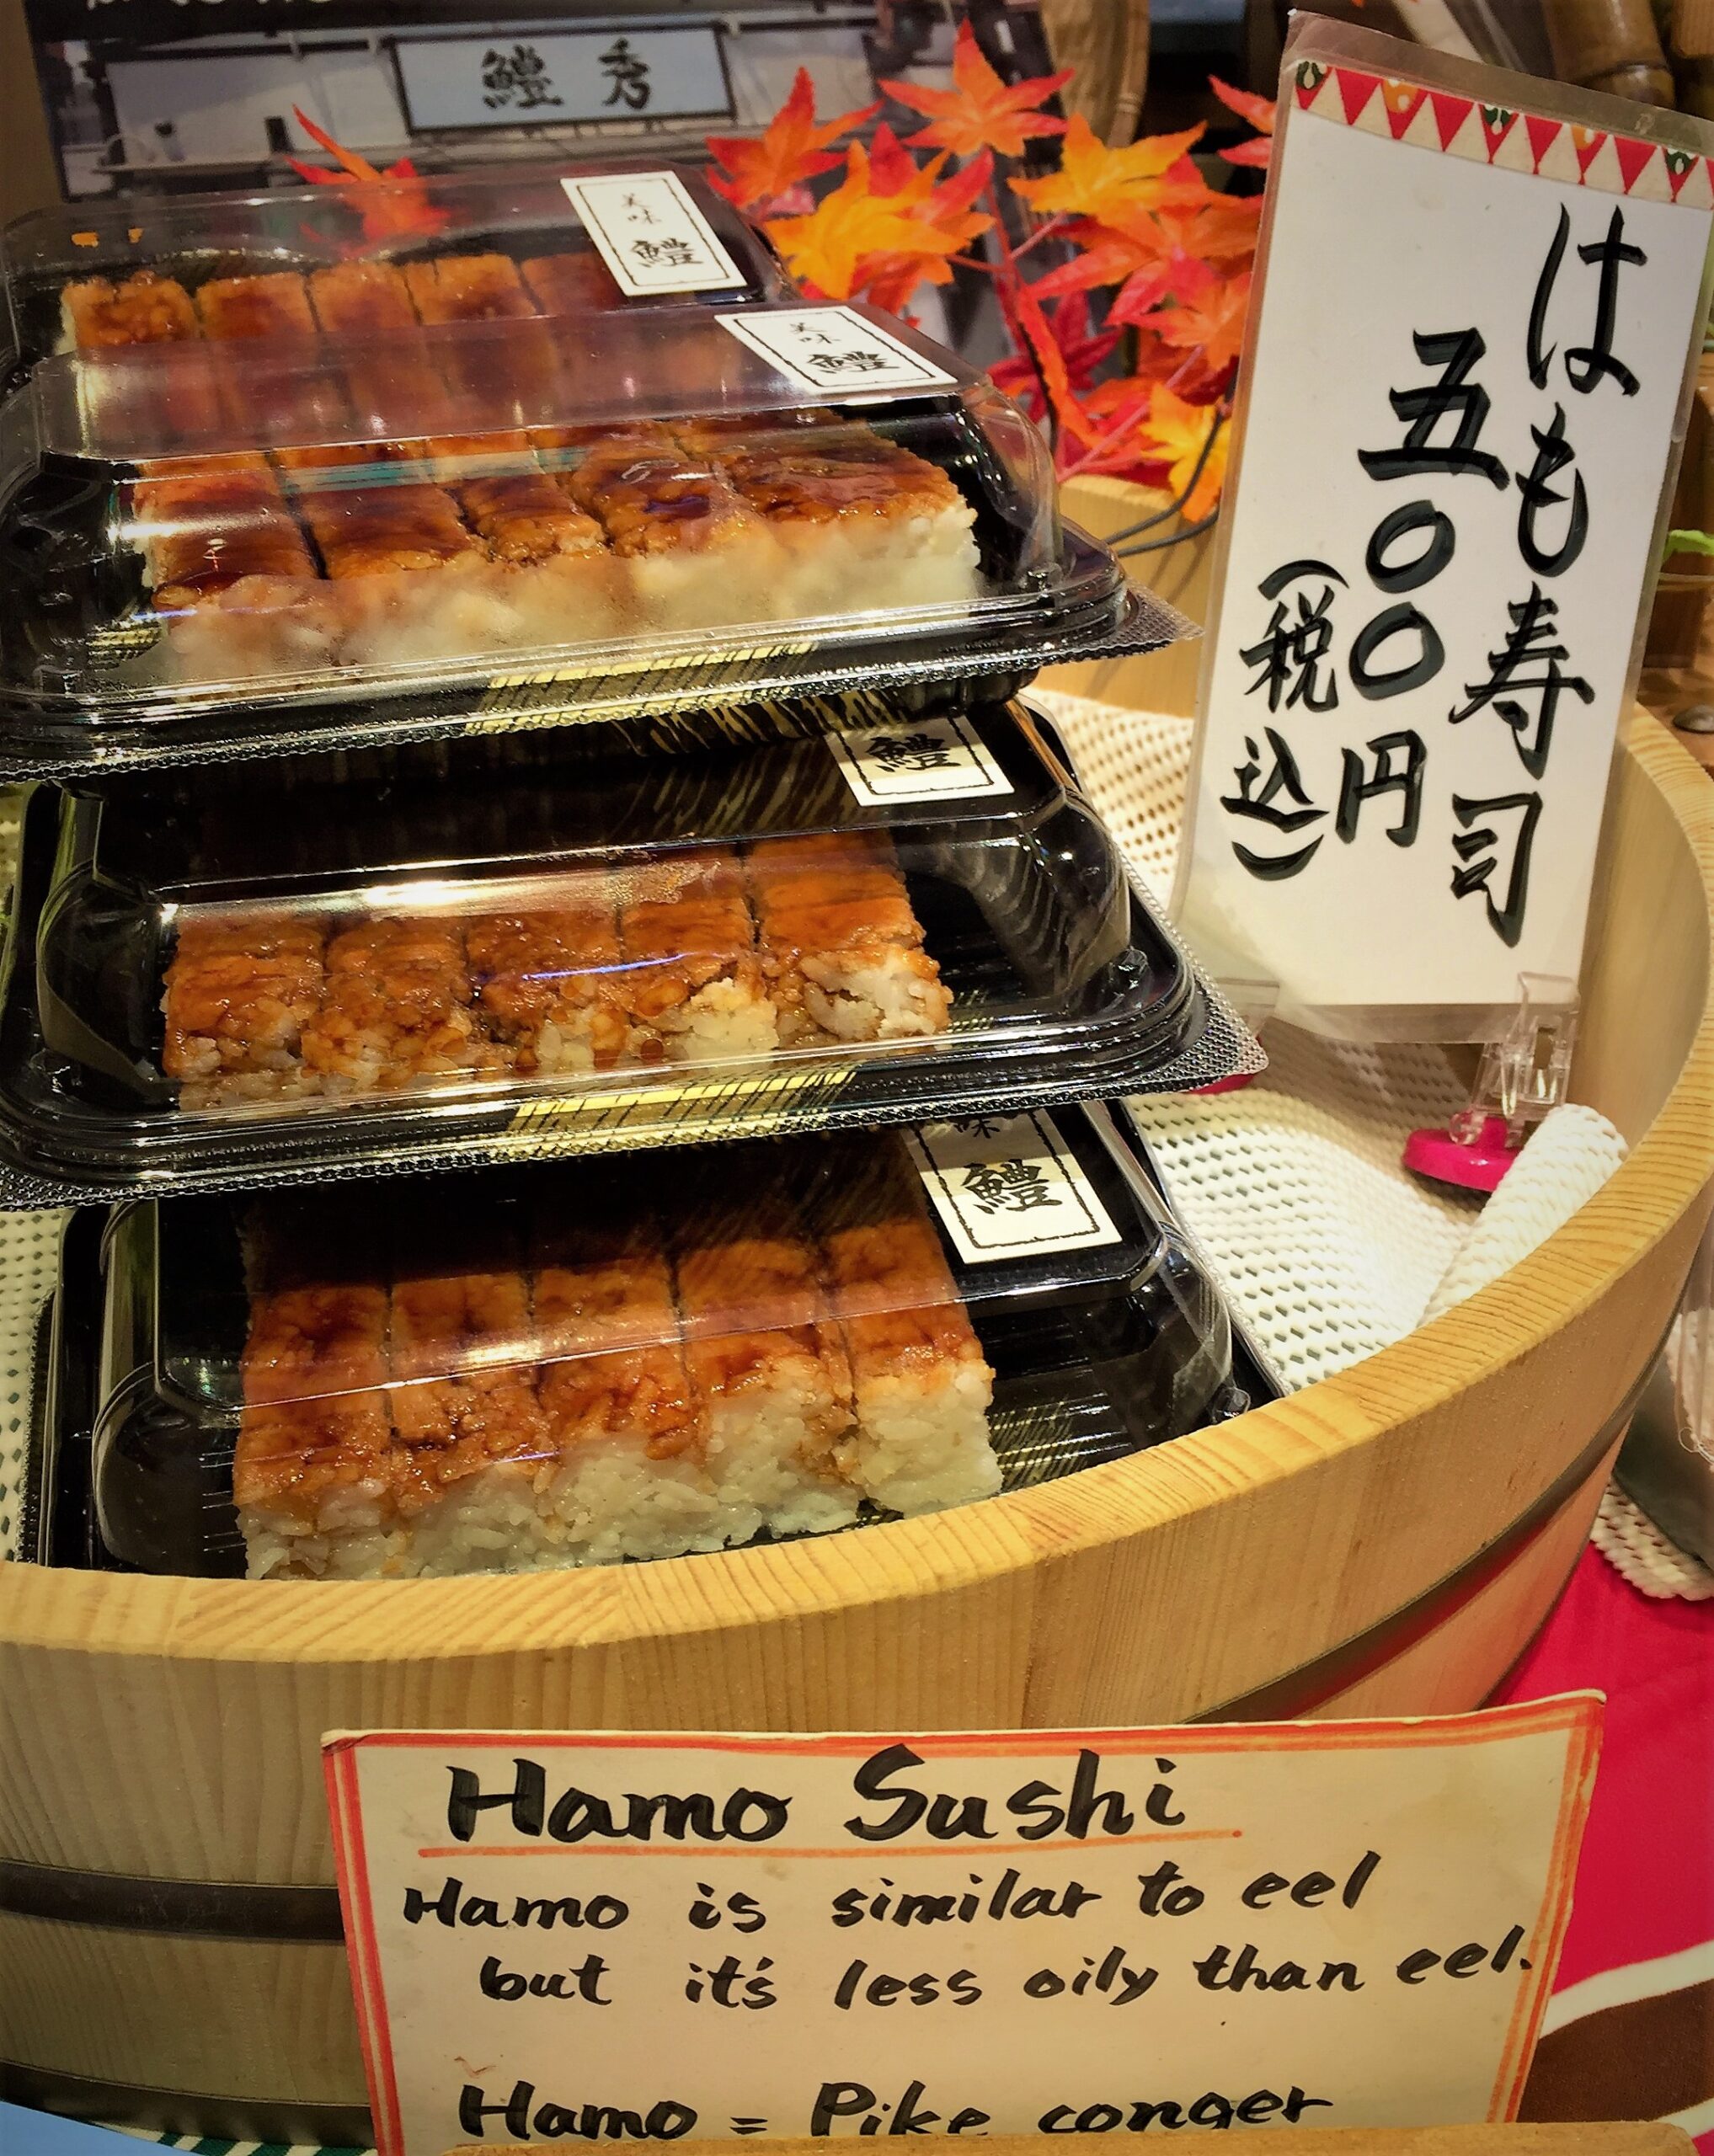 鱧秀
美味
鱧
美味
鱧
鱧
味
鱧
はも寿司
五〇〇円
(税込)
Hamo Sushi
Hamo is similar to eel
but it's less oily than eel.
Hamo = Pike conger